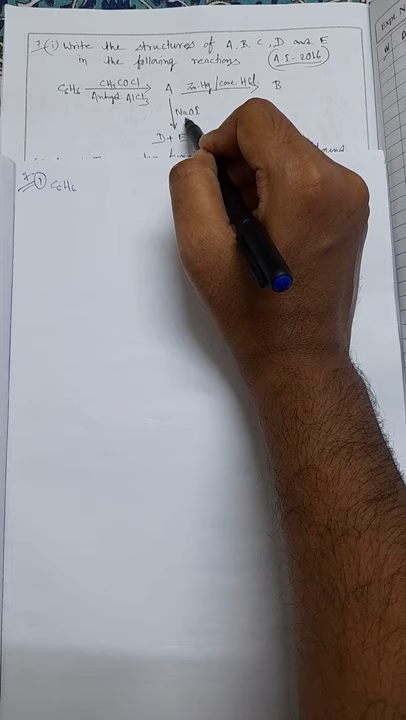 7. (i) Write the structures of A, B, C, D and E
in the following reactions (A.I - 2016)
C6H6 CH3COCl Anhyd. AlCl3 A Zn-Hg/conc. HCl B
NaOI
D + E
7. (i) C6H6
Expt N